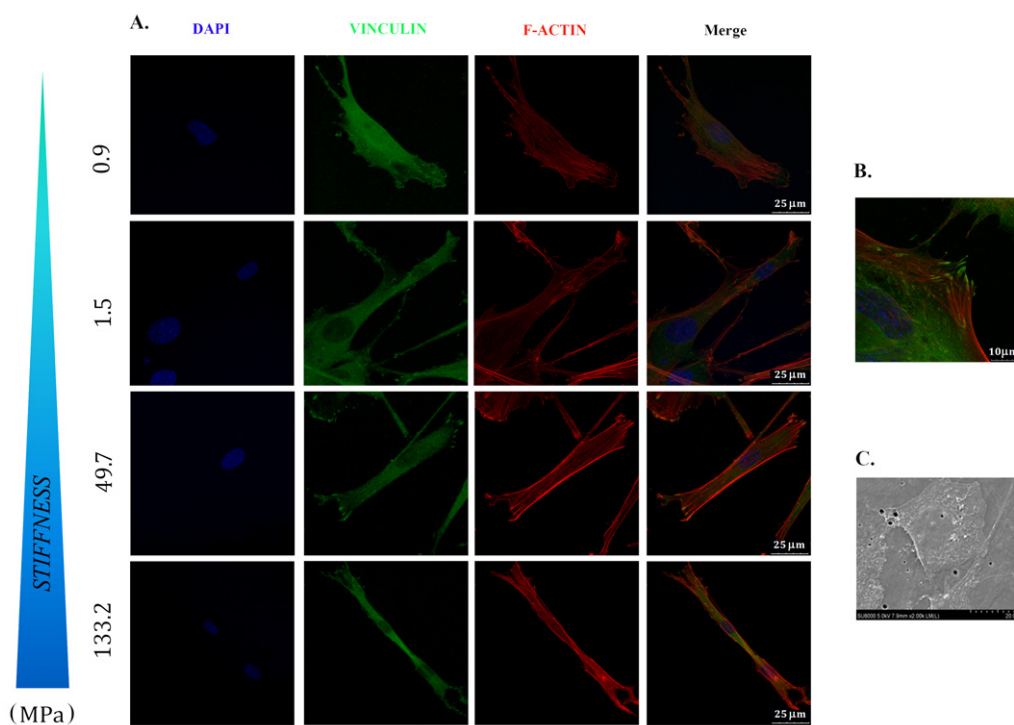 A.
DAPI VINCULIN F-ACTIN Merge
0.9
25 µm
1.5
25 µm
49.7
25 µm
133.2
25 µm
STIFFNESS
(MPa)
B.
10µm
C.